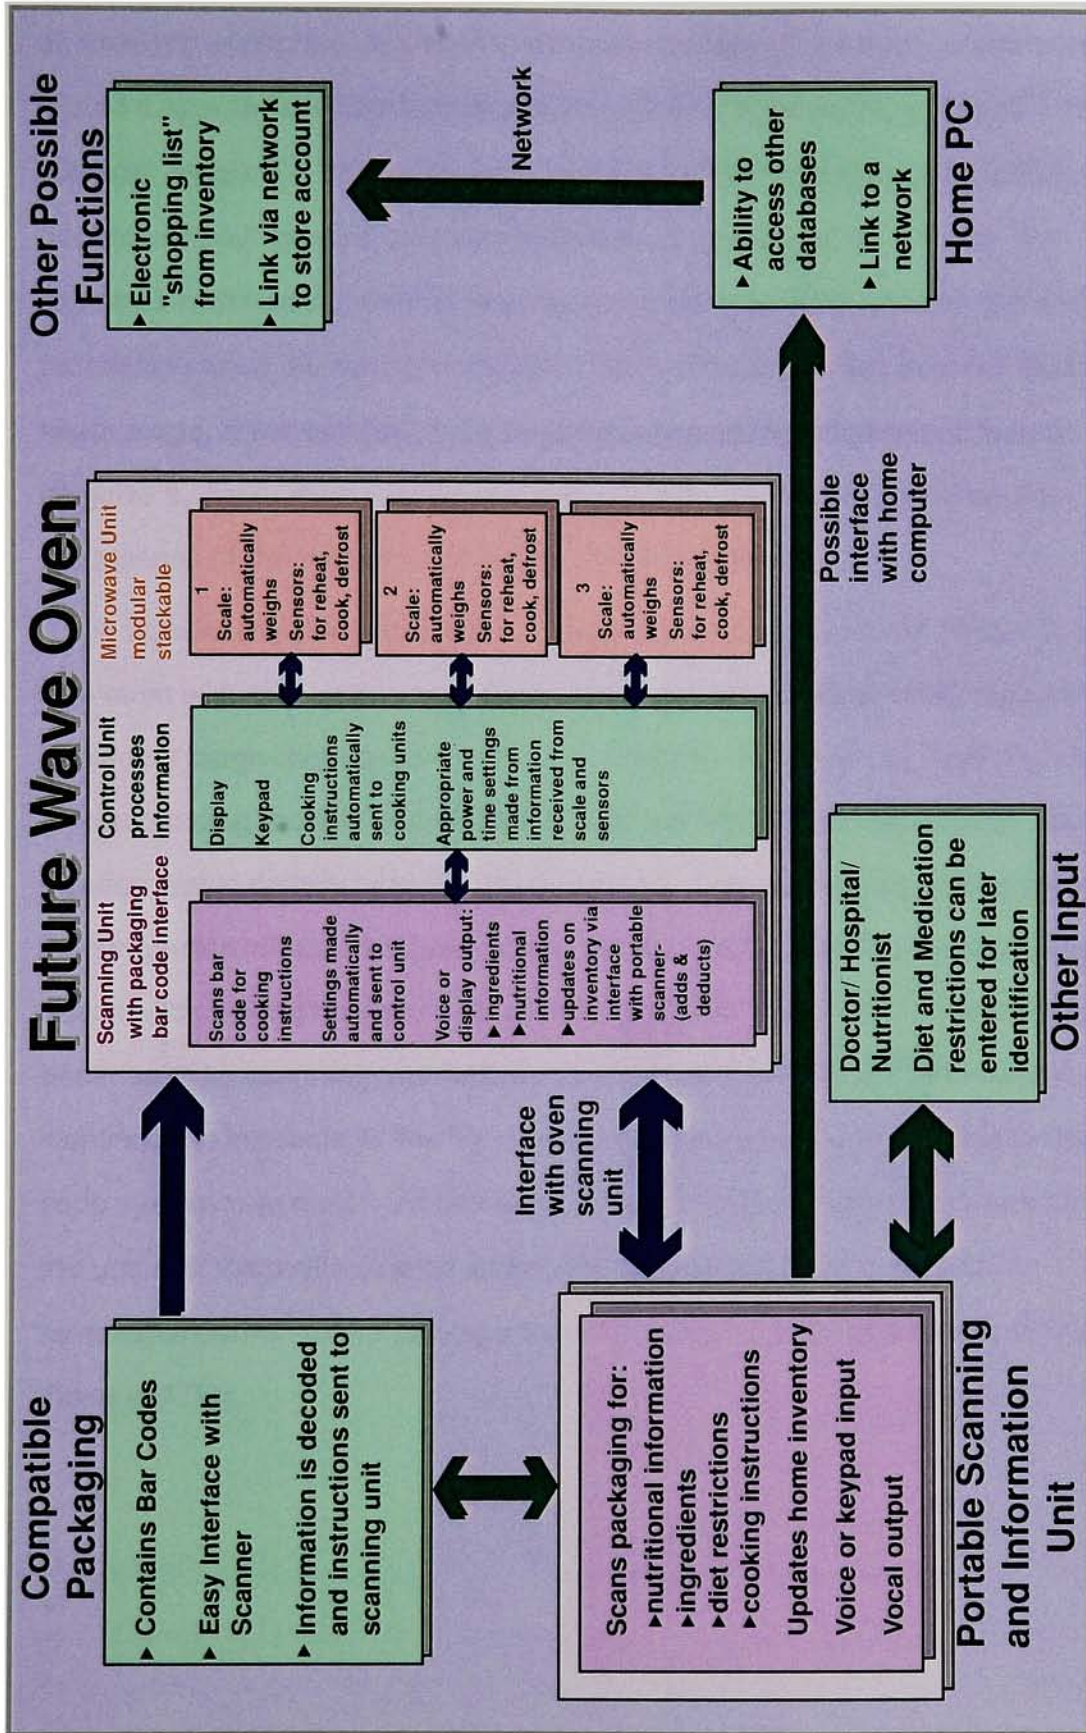 Future Wave Oven
Compatible
Packaging
▸ Contains Bar Codes
▸ Easy Interface with
Scanner
▸ Information is decoded
and instructions sent to
scanning unit
Scanning Unit
with packaging
bar code interface
Scans bar
code for
cooking
instructions
Settings made
automatically
and sent to
control unit
Voice or
display output:
▸ ingredients
▸ nutritional
information
▸ updates on
inventory via
interface
with portable
scanner-
(adds &
deducts)
Control Unit
processes
Information
Display
Keypad
Cooking
instructions
automatically
sent to
cooking units
Appropriate
power and
time settings
made from
information
received from
scale and
sensors
Microwave Unit
modular
stackable
1
Scale:
automatically
weighs
Sensors:
for reheat,
cook, defrost
2
Scale:
automatically
weighs
Sensors:
for reheat,
cook, defrost
3
Scale:
automatically
weighs
Sensors:
for reheat,
cook, defrost
Other Possible
Functions
▸ Electronic
"shopping list"
from inventory
▸ Link via network
to store account
Network
Interface
with oven
scanning
unit
Possible
interface
with home
computer
Scans packaging for:
▸nutritional information
▸ingredients
▸diet restrictions
▸cooking instructions
Updates home inventory
Voice or keypad input
Vocal output
Portable Scanning
and Information
Unit
Doctor/ Hospital/
Nutritionist
Diet and Medication
restrictions can be
entered for later
identification
Other Input
▸Ability to
access other
databases
▸Link to a
network
Home PC